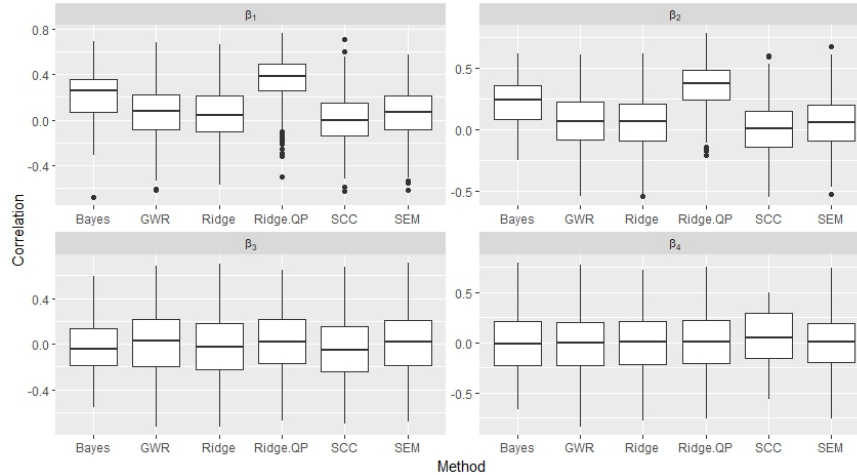 β₁
β₂
0.8
0.4
0.0
-0.4
0.5
0.0
-0.5
Bayes GWR Ridge Ridge.QP SCC SEM
Bayes GWR Ridge Ridge.QP SCC SEM
Correlation
β₃
β₄
0.4
0.0
-0.4
0.5
0.0
-0.5
Bayes GWR Ridge Ridge.QP SCC SEM
Bayes GWR Ridge Ridge.QP SCC SEM
Method